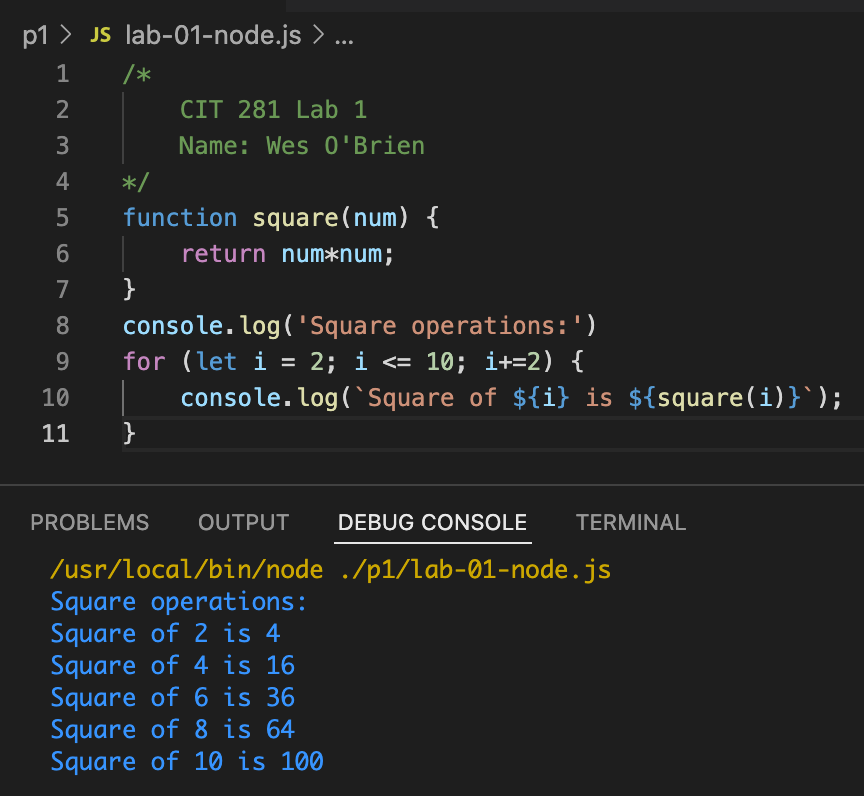 p1 > JS lab-01-node.js > ...
1 /*
2     CIT 281 Lab 1
3     Name: Wes O'Brien
4 */
5 function square(num) {
6     return num*num;
7 }
8 console.log('Square operations:')
9 for (let i = 2; i <= 10; i+=2) {
10     console.log(`Square of ${i} is ${square(i)}`);
11 }
PROBLEMS OUTPUT DEBUG CONSOLE TERMINAL
/usr/local/bin/node ./p1/lab-01-node.js
Square operations:
Square of 2 is 4
Square of 4 is 16
Square of 6 is 36
Square of 8 is 64
Square of 10 is 100